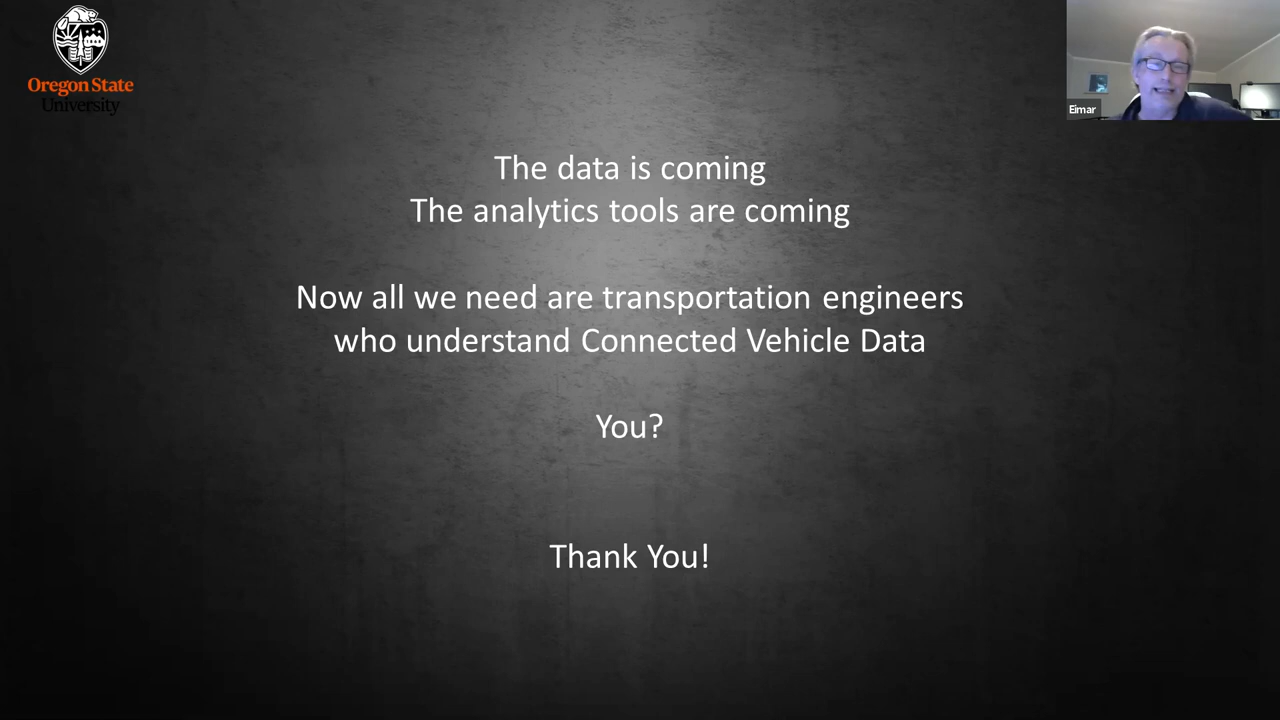 Oregon State
University
Eimar
The data is coming
The analytics tools are coming
Now all we need are transportation engineers
who understand Connected Vehicle Data
You?
Thank You!